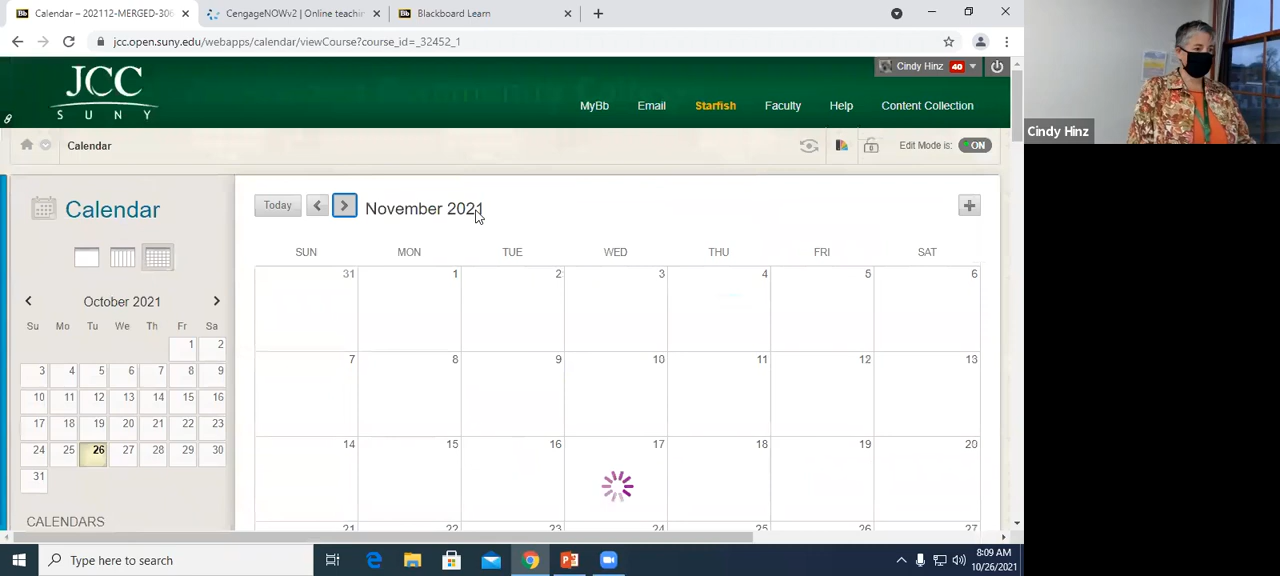 Calendar – 202112-MERGED-306
CengageNOWv2 | Online teachin
Blackboard Learn
jcc.open.suny.edu/webapps/calendar/viewCourse?course_id=_32452_1
JCC
SUNY
Cindy Hinz 40
MyBb Email Starfish Faculty Help Content Collection
Calendar
Edit Mode is: ON
Calendar
Today November 2021
SUN MON TUE WED THU FRI SAT
31 1 2 3 4 5 6
7 8 9 10 11 12 13
14 15 16 17 18 19 20
21 22 23 24 25 26 27
October 2021
Su Mo Tu We Th Fr Sa
1 2
3 4 5 6 7 8 9
10 11 12 13 14 15 16
17 18 19 20 21 22 23
24 25 26 27 28 29 30
31
CALENDARS
Type here to search
8:09 AM
10/26/2021
Cindy Hinz